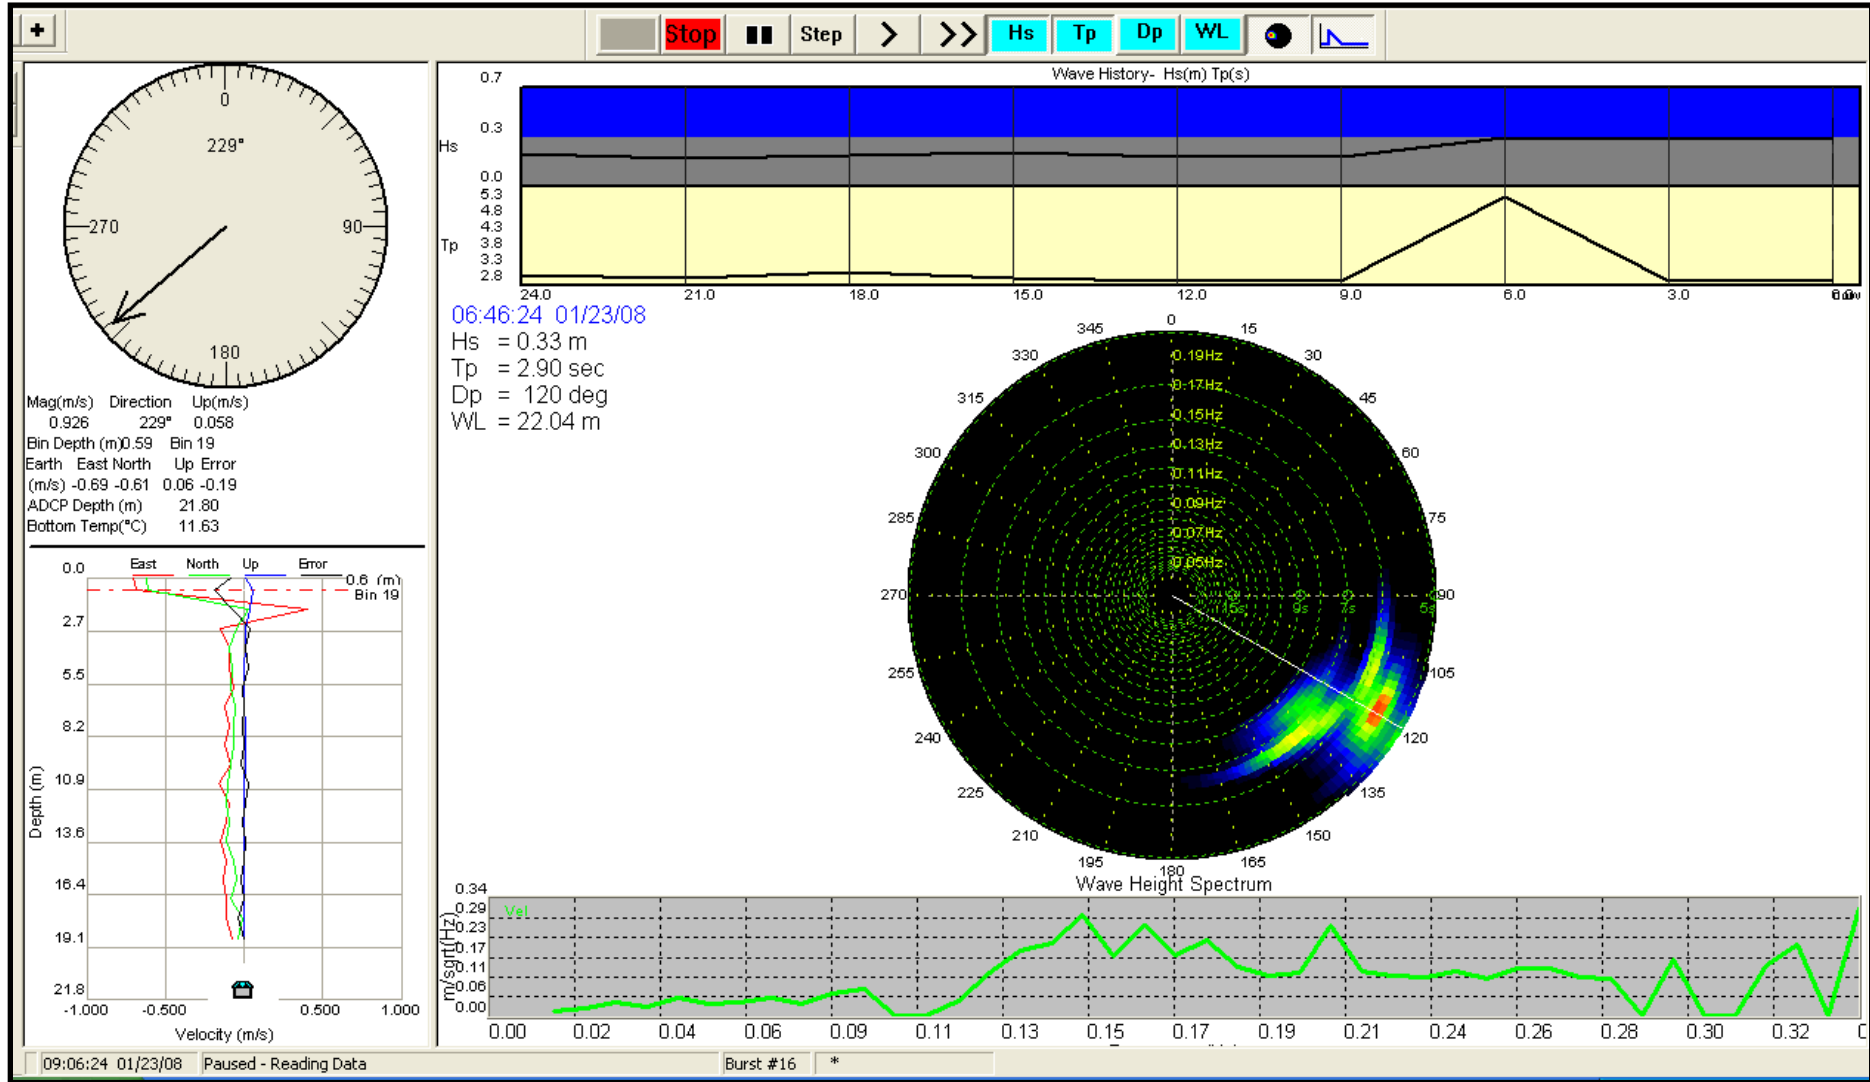 +
Stop
Step > >> Hs Tp Dp WL
0
229°
270
90
180
Mag(m/s) Direction Up(m/s)
0.926 229° 0.058
Bin Depth (m)0.59 Bin 19
Earth East North Up Error
(m/s) -0.69 -0.61 0.06 -0.19
ADCP Depth (m) 21.80
Bottom Temp(°C) 11.63
East North Up Error
0.6 (m)
Bin 19
0.0
2.7
5.5
8.2
10.9
13.6
16.4
19.1
21.8
Depth (m)
-1.000 -0.500 0.500 1.000
Velocity (m/s)
Wave History- Hs(m) Tp(s)
0.7
0.3
Hs
0.0
5.3
4.8
4.3
Tp
3.8
3.3
2.8
24.0 21.0 18.0 15.0 12.0 9.0 6.0 3.0
06:46:24 01/23/08
Hs = 0.33 m
Tp = 2.90 sec
Dp = 120 deg
WL = 22.04 m
0
15
30
45
60
75
90
105
120
135
150
165
180
195
210
225
240
255
270
285
300
315
330
345
0.19Hz
0.17Hz
0.15Hz
0.13Hz
0.11Hz
0.09Hz
0.07Hz
0.05Hz
15s 9s 7s 5s
Wave Height Spectrum
0.34
0.29
0.23
0.17
0.11
0.06
0.00
m/sqrt(Hz)
Vel
0.00 0.02 0.04 0.06 0.09 0.11 0.13 0.15 0.17 0.19 0.21 0.24 0.26 0.28 0.30 0.32
09:06:24 01/23/08 Paused - Reading Data Burst #16 *